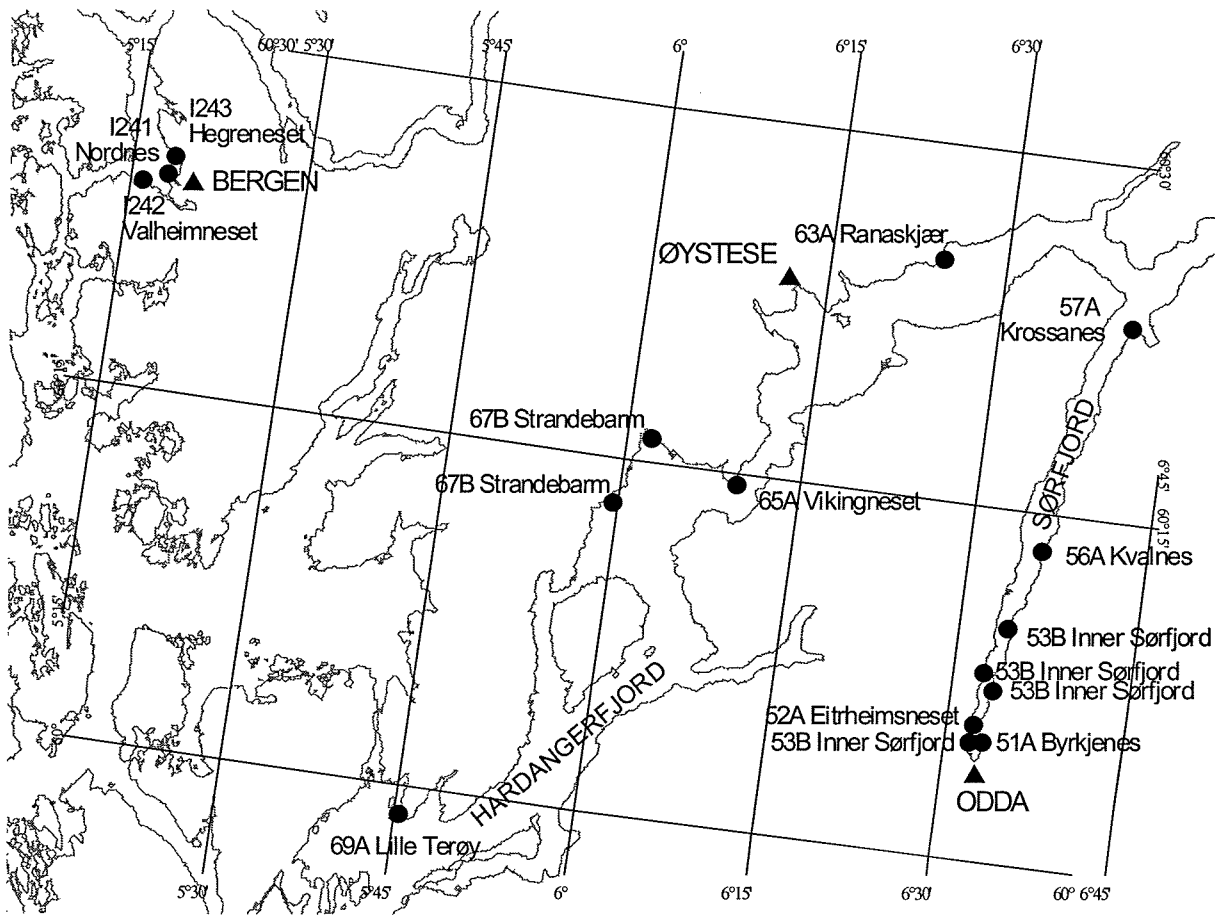 5°15'
60°30' 5°30'
5°45'
6°
6°15'
6°30'
I243
Hegreneset
I241
Nordnes
BERGEN
I242
Valheimneset
60°30'
63A Ranaskjær
ØYSTESE
57A
Krossanes
SØRFJORD
67B Strandebarm
67B Strandebarm
65A Vikingneset
6°45'
60°15'
56A Kvalnes
5°15'
53B Inner Sørfjord
53B Inner Sørfjord
53B Inner Sørfjord
52A Eitrheimsneset
53B Inner Sørfjord
51A Byrkjenes
ODDA
HARDANGERFJORD
60°
69A Lille Terøy
5°30'
5°45'
6°
6°15'
6°30'
60° 6°45'